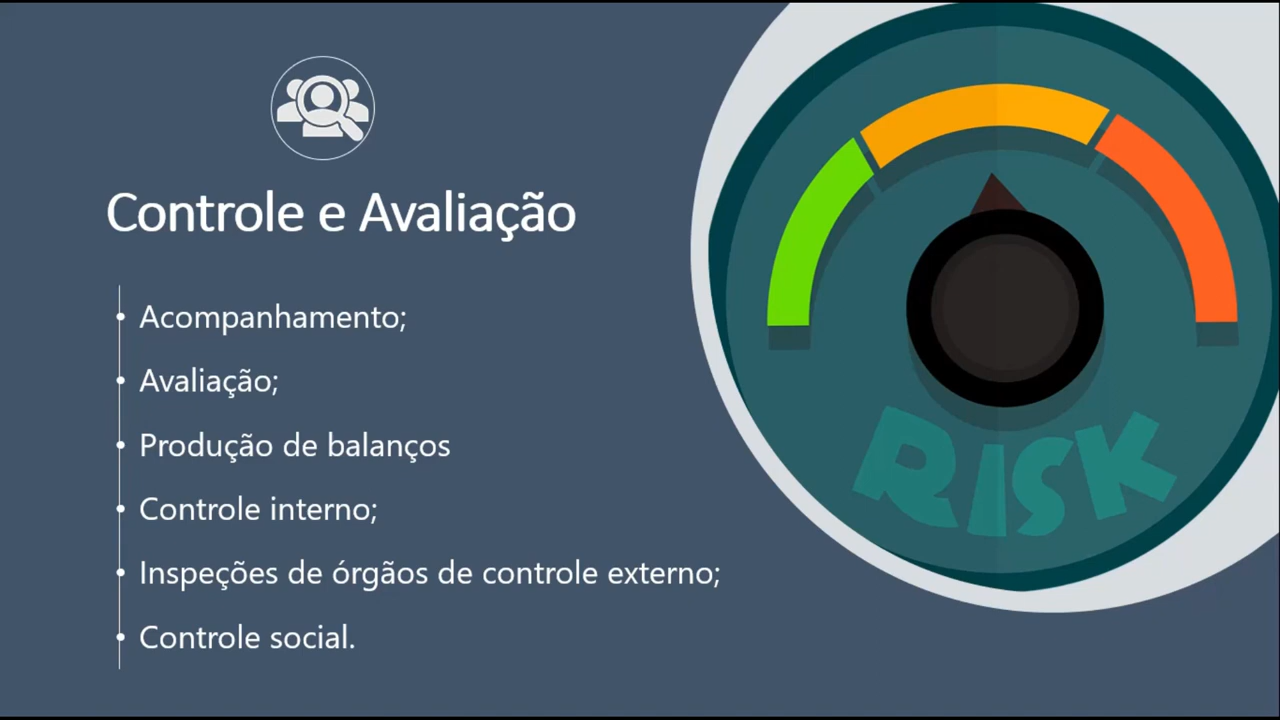 Controle e Avaliação
• Acompanhamento;
• Avaliação;
• Produção de balanços
• Controle interno;
• Inspeções de órgãos de controle externo;
• Controle social.
RISK